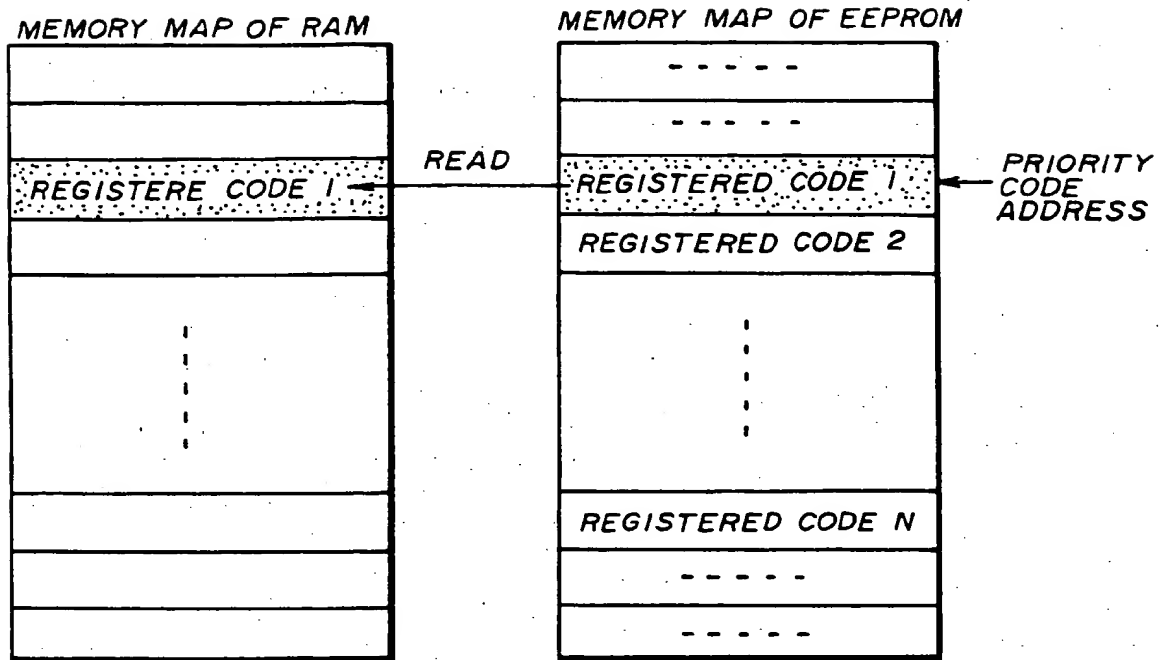 MEMORY MAP OF RAM
MEMORY MAP OF EEPROM
READ
REGISTERE CODE 1
REGISTERED CODE 1
PRIORITY
CODE
ADDRESS
REGISTERED CODE 2
REGISTERED CODE N